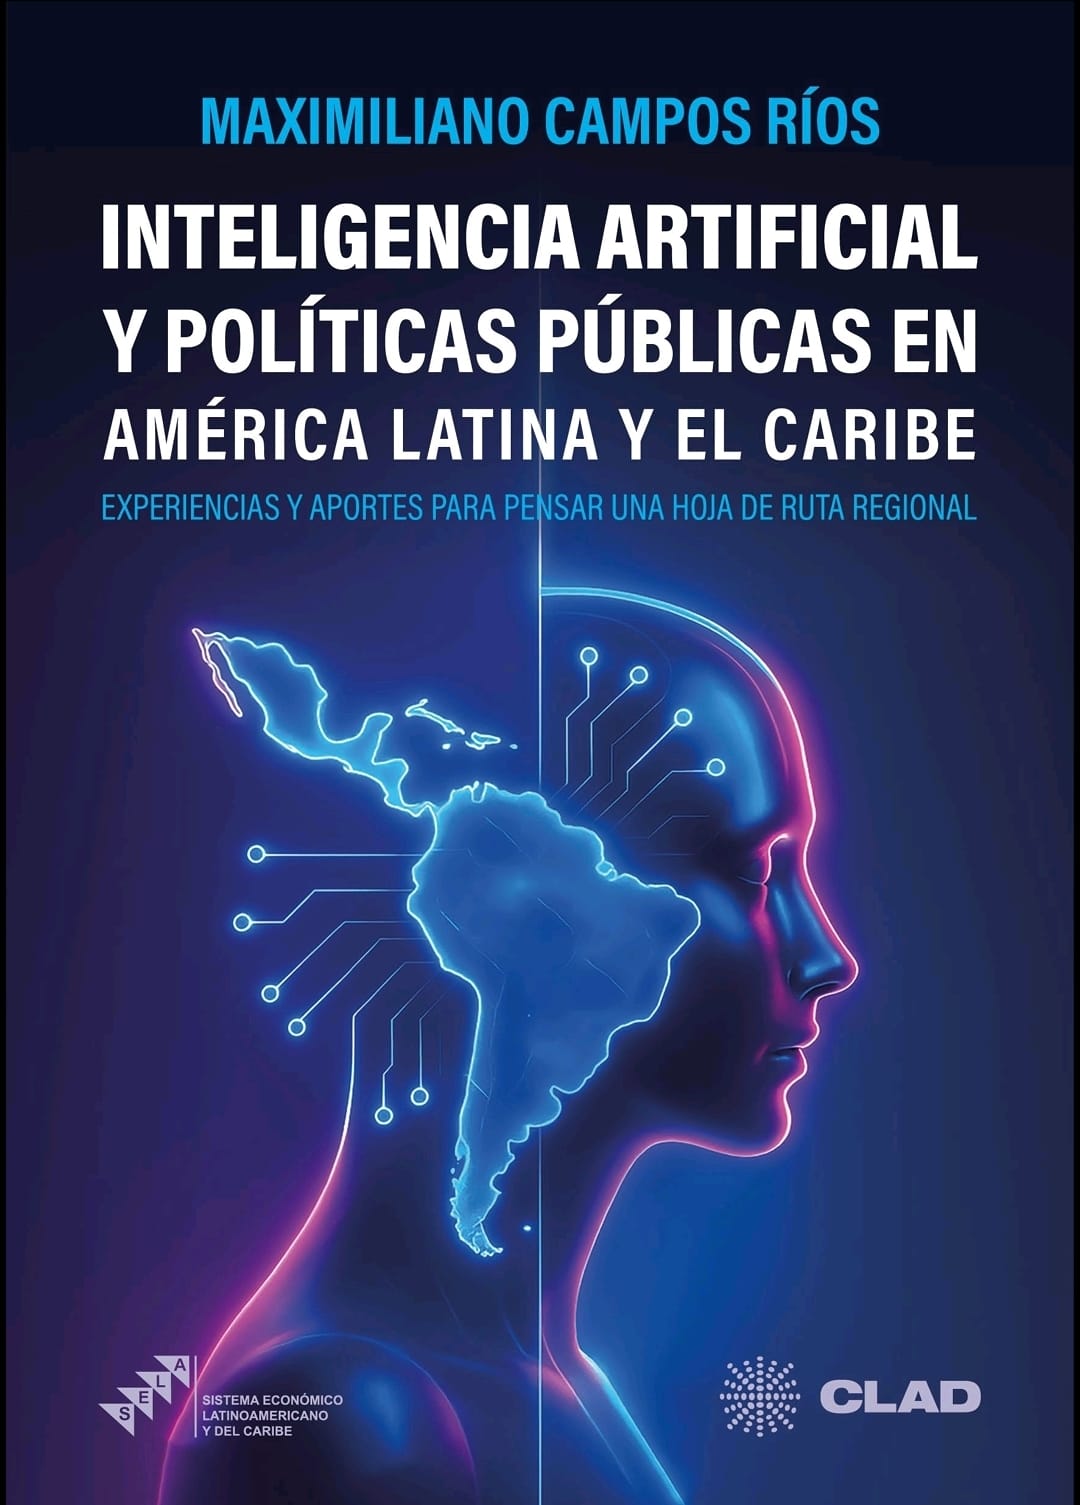 MAXIMILIANO CAMPOS RÍOS
INTELIGENCIA ARTIFICIAL
Y POLÍTICAS PÚBLICAS EN
AMÉRICA LATINA Y EL CARIBE
EXPERIENCIAS Y APORTES PARA PENSAR UNA HOJA DE RUTA REGIONAL
SELA
SISTEMA ECONÓMICO
LATINOAMERICANO
Y DEL CARIBE
CLAD